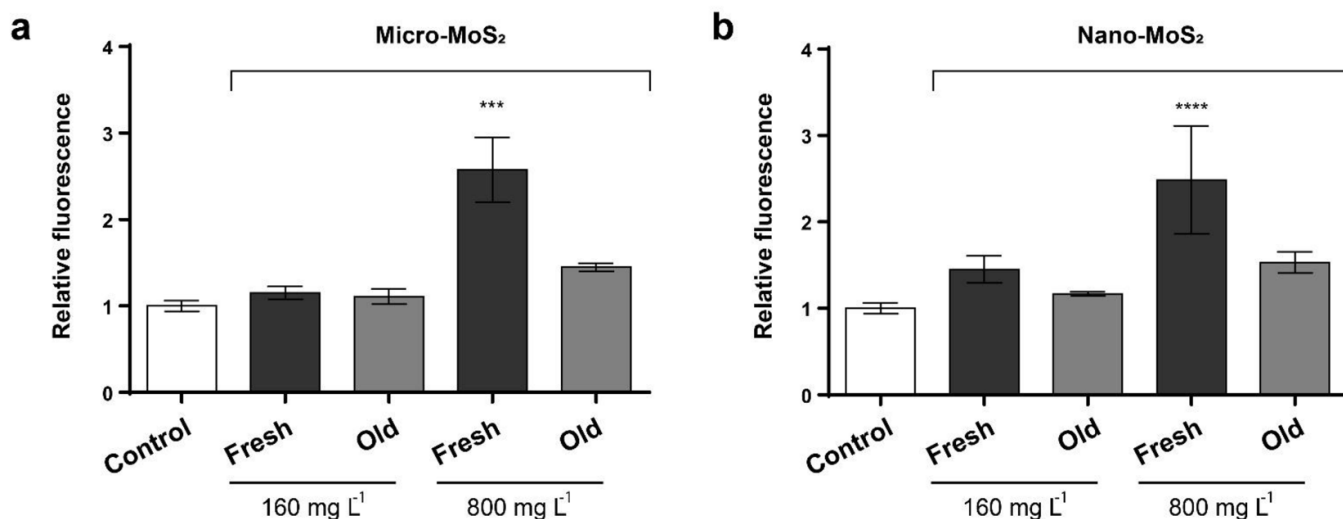 a
Micro-MoS₂
Relative fluorescence
4
3
2
1
0
***
Control
Fresh
Old
Fresh
Old
160 mg L⁻¹
800 mg L⁻¹
b
Nano-MoS₂
Relative fluorescence
4
3
2
1
0
****
Control
Fresh
Old
Fresh
Old
160 mg L⁻¹
800 mg L⁻¹